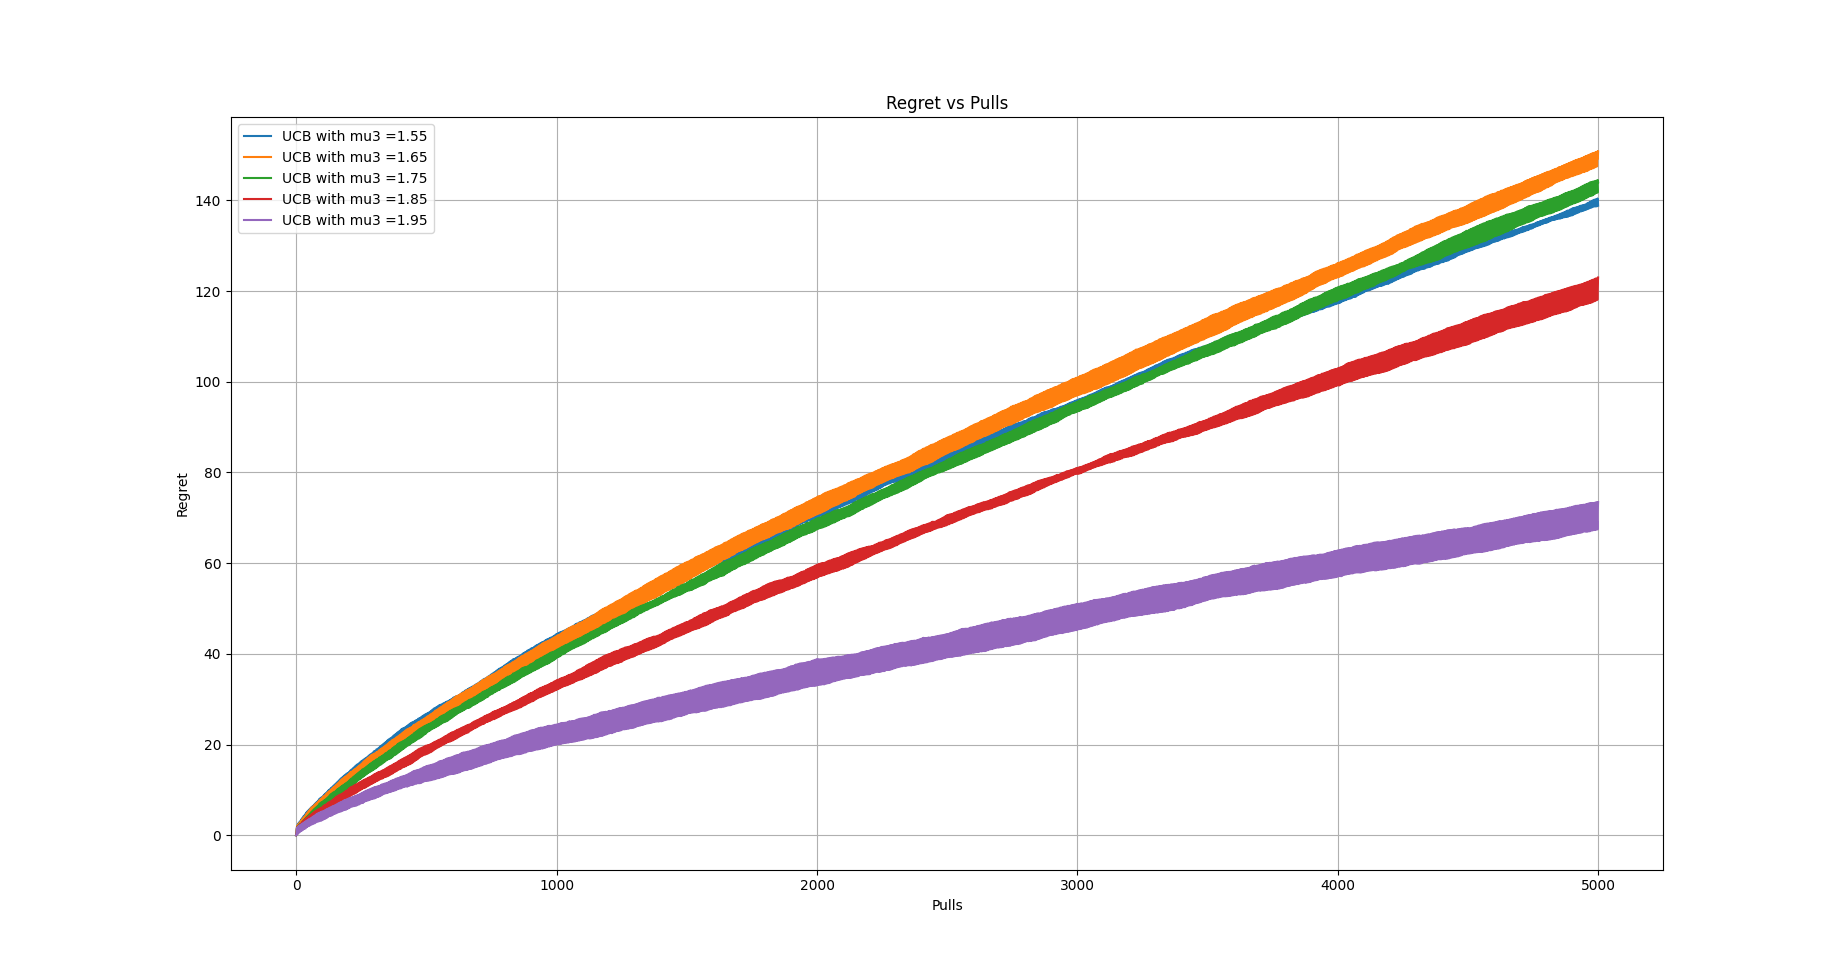 Regret vs Pulls
UCB with mu3 =1.55
UCB with mu3 =1.65
UCB with mu3 =1.75
UCB with mu3 =1.85
UCB with mu3 =1.95
140
120
100
80
60
40
20
0
Regret
0 1000 2000 3000 4000 5000
Pulls